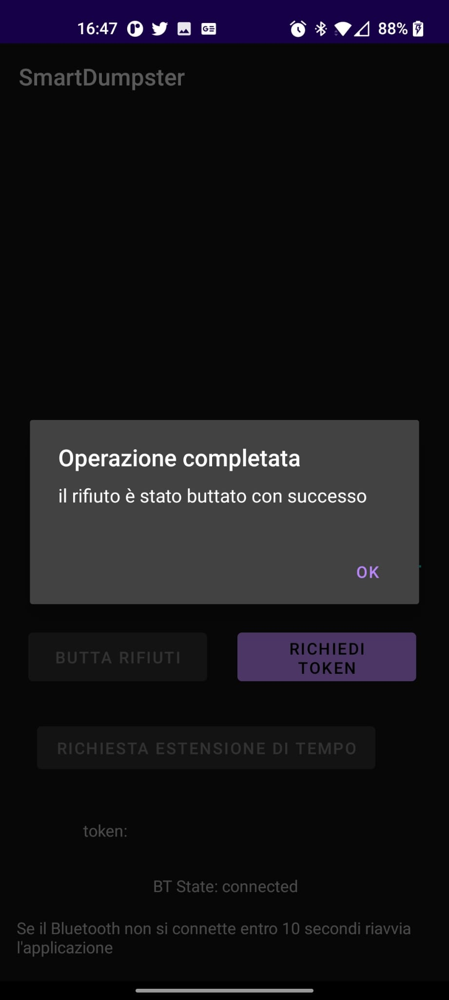 16:47 88%
SmartDumpster
Operazione completata
il rifiuto è stato buttato con successo
OK
BUTTA RIFIUTI
RICHIEDI
TOKEN
RICHIESTA ESTENSIONE DI TEMPO
token:
BT State: connected
Se il Bluetooth non si connette entro 10 secondi riavvia
l'applicazione